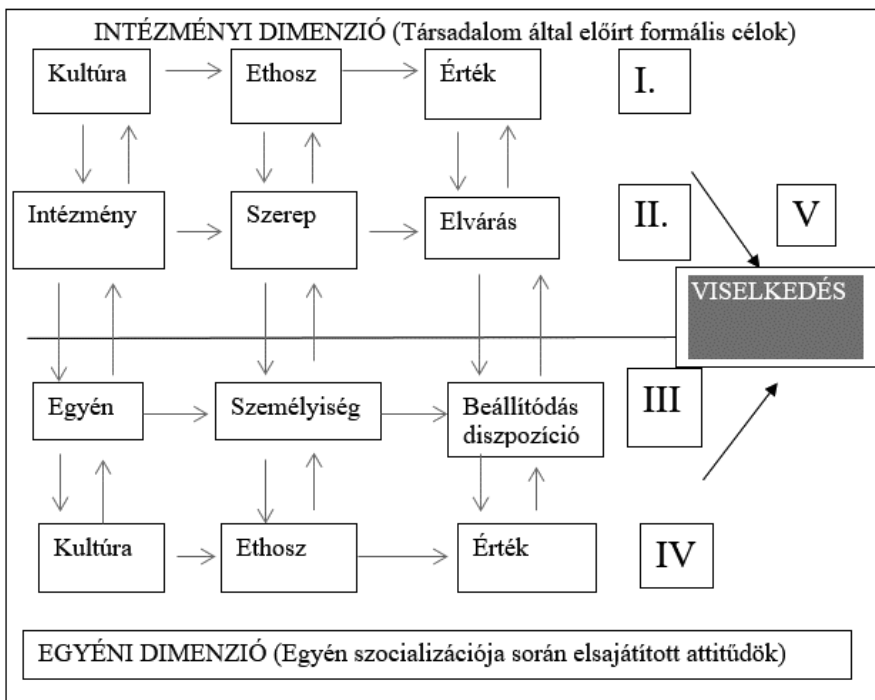 INTÉZMÉNYI DIMENZIÓ (Társadalom által előírt formális célok)
Kultúra
Ethosz
Érték
I.
Intézmény
Szerep
Elvárás
II.
V
VISELKEDÉS
Egyén
Személyiség
Beállítódás
diszpozíció
III
Kultúra
Ethosz
Érték
IV
EGYÉNI DIMENZIÓ (Egyén szocializációja során elsajátított attitűdök)